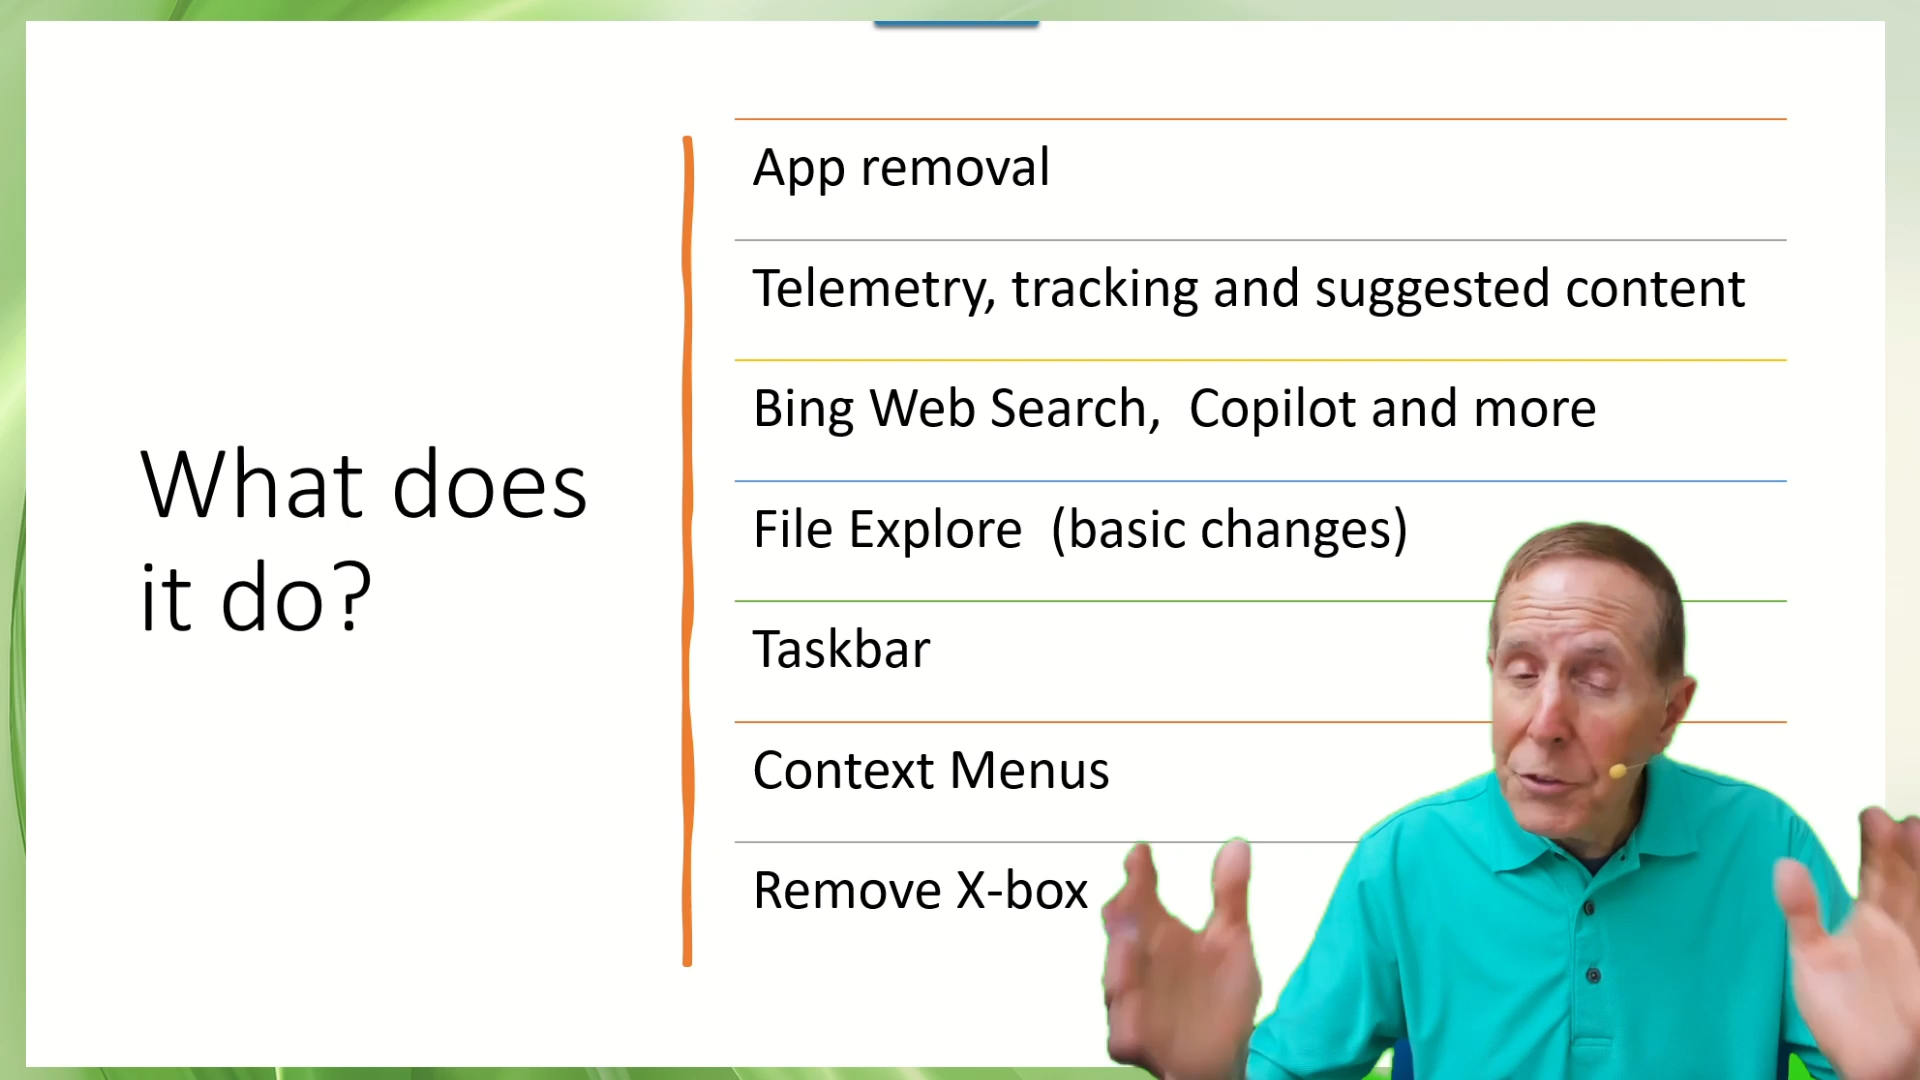 What does
it do?
App removal
Telemetry, tracking and suggested content
Bing Web Search,  Copilot and more
File Explore  (basic changes)
Taskbar
Context Menus
Remove X-box